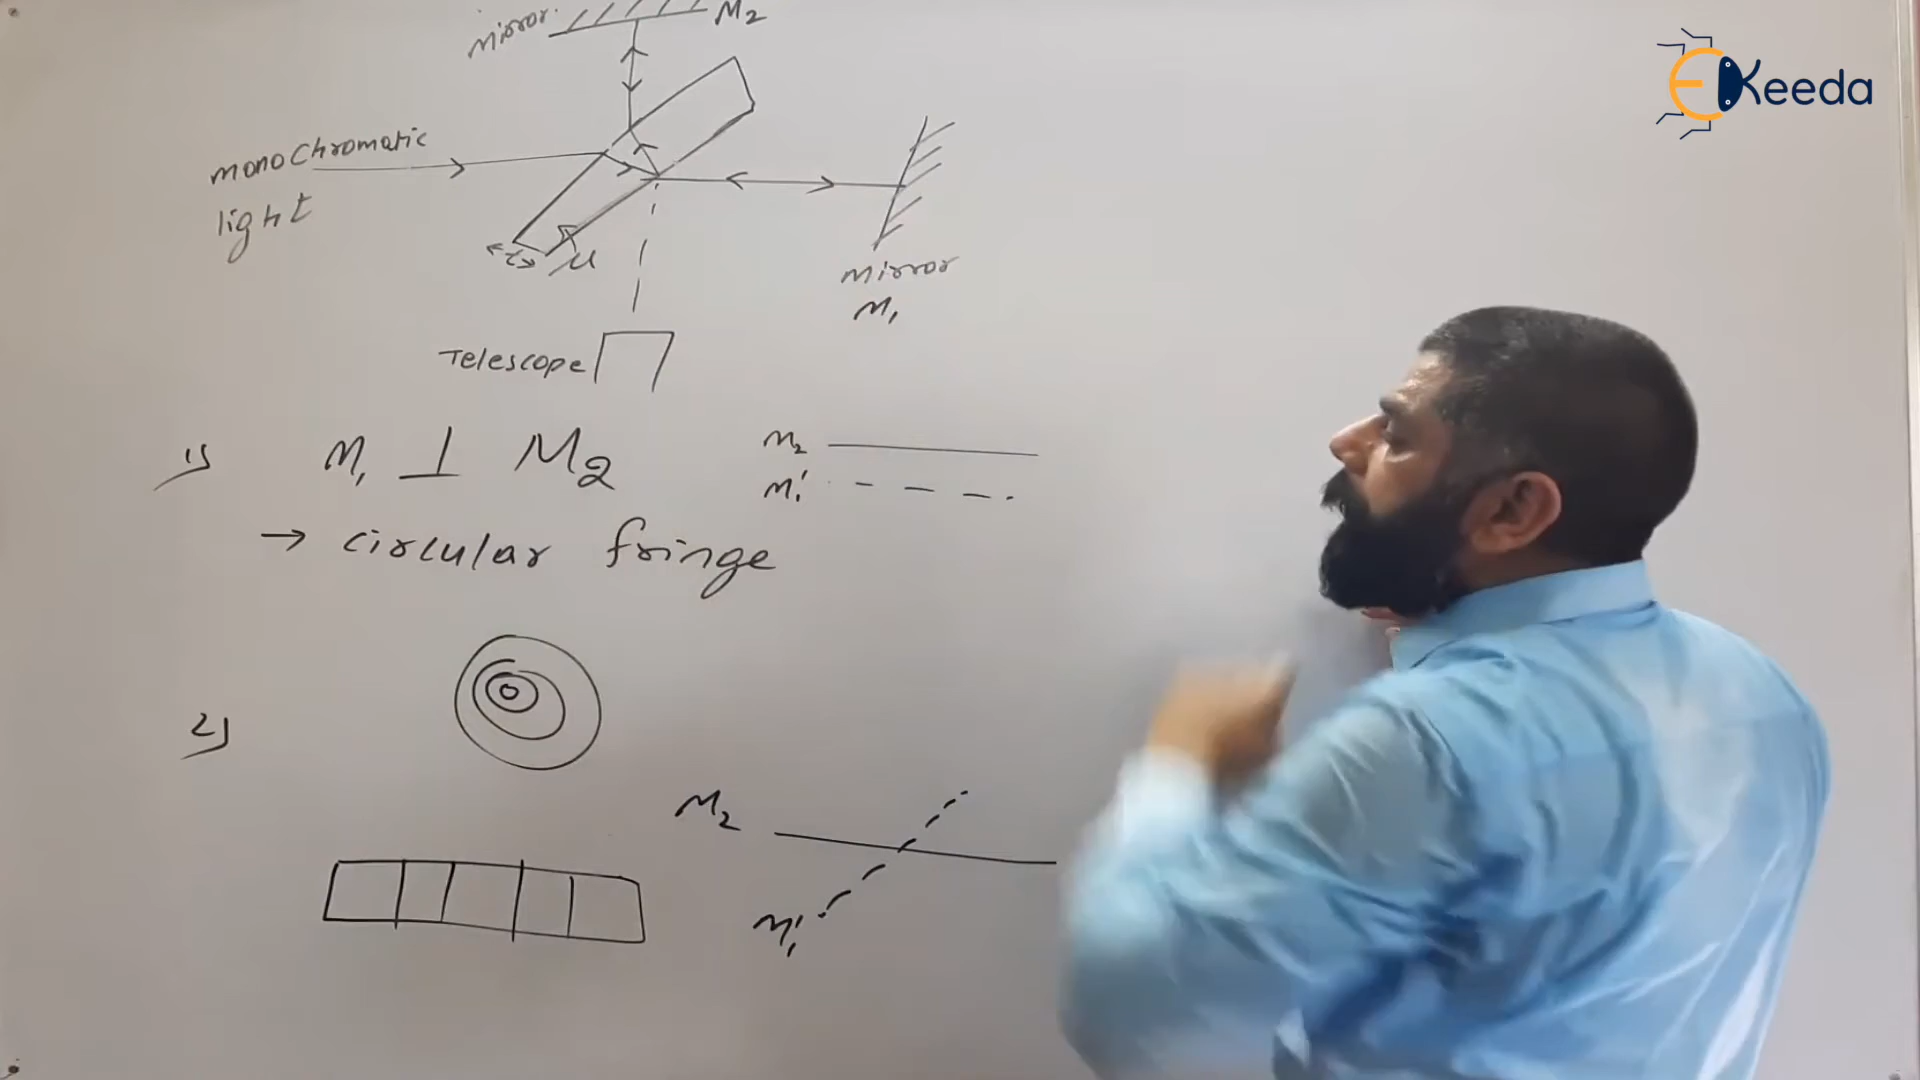 Mirror. M2
EKeeda
monochromatic
light
t μ
Mirror
M1
Telescope
1) M1 ⊥ M2
M2
M1'
→ circular fringe
2)
M2
M1'